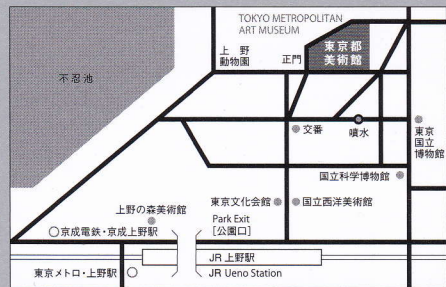 TOKYO METROPOLITAN
ART MUSEUM
上野
動物園
正門
東京都
美術館
不忍池
交番
噴水
東京
国立
博物館
国立科学博物館
上野の森美術館
東京文化会館
国立西洋美術館
Park Exit
[公園口]
京成電鉄・京成上野駅
JR 上野駅
東京メトロ・上野駅
JR Ueno Station